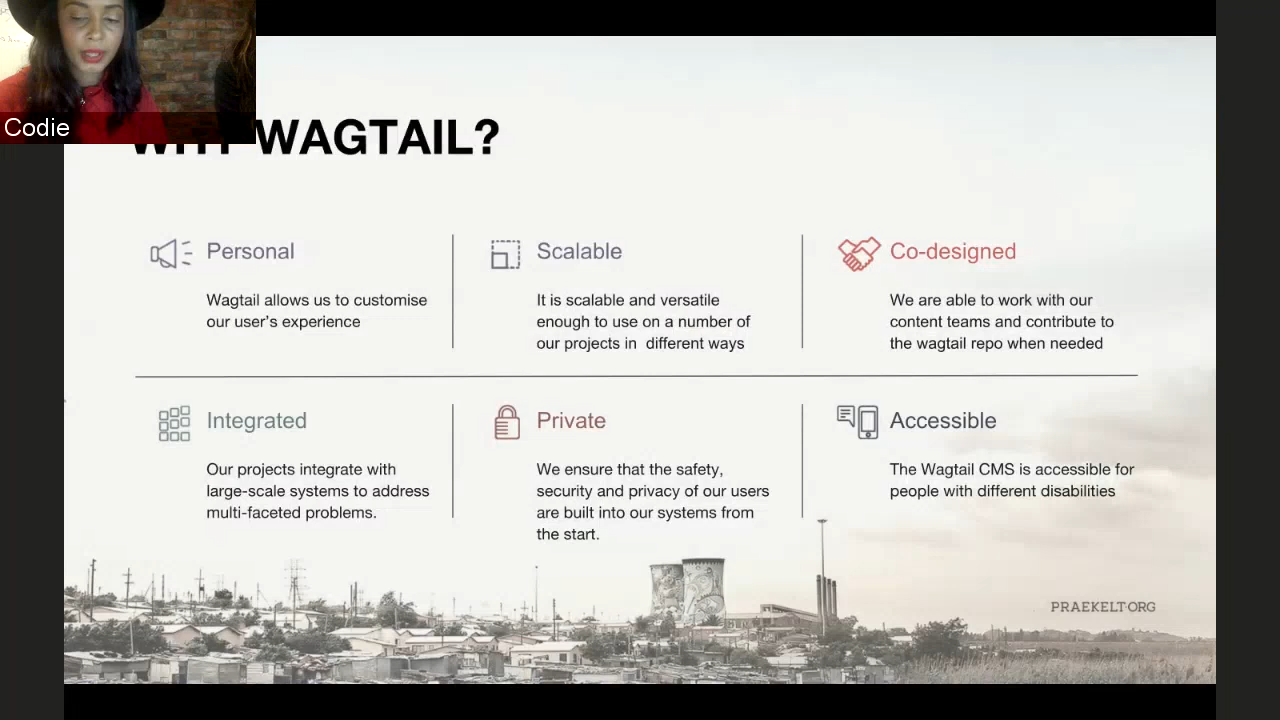 Codie
WHY WAGTAIL?
Personal
Wagtail allows us to customise
our user's experience
Scalable
It is scalable and versatile
enough to use on a number of
our projects in  different ways
Co-designed
We are able to work with our
content teams and contribute to
the wagtail repo when needed
Integrated
Our projects integrate with
large-scale systems to address
multi-faceted problems.
Private
We ensure that the safety,
security and privacy of our users
are built into our systems from
the start.
Accessible
The Wagtail CMS is accessible for
people with different disabilities
PRAEKELT.ORG